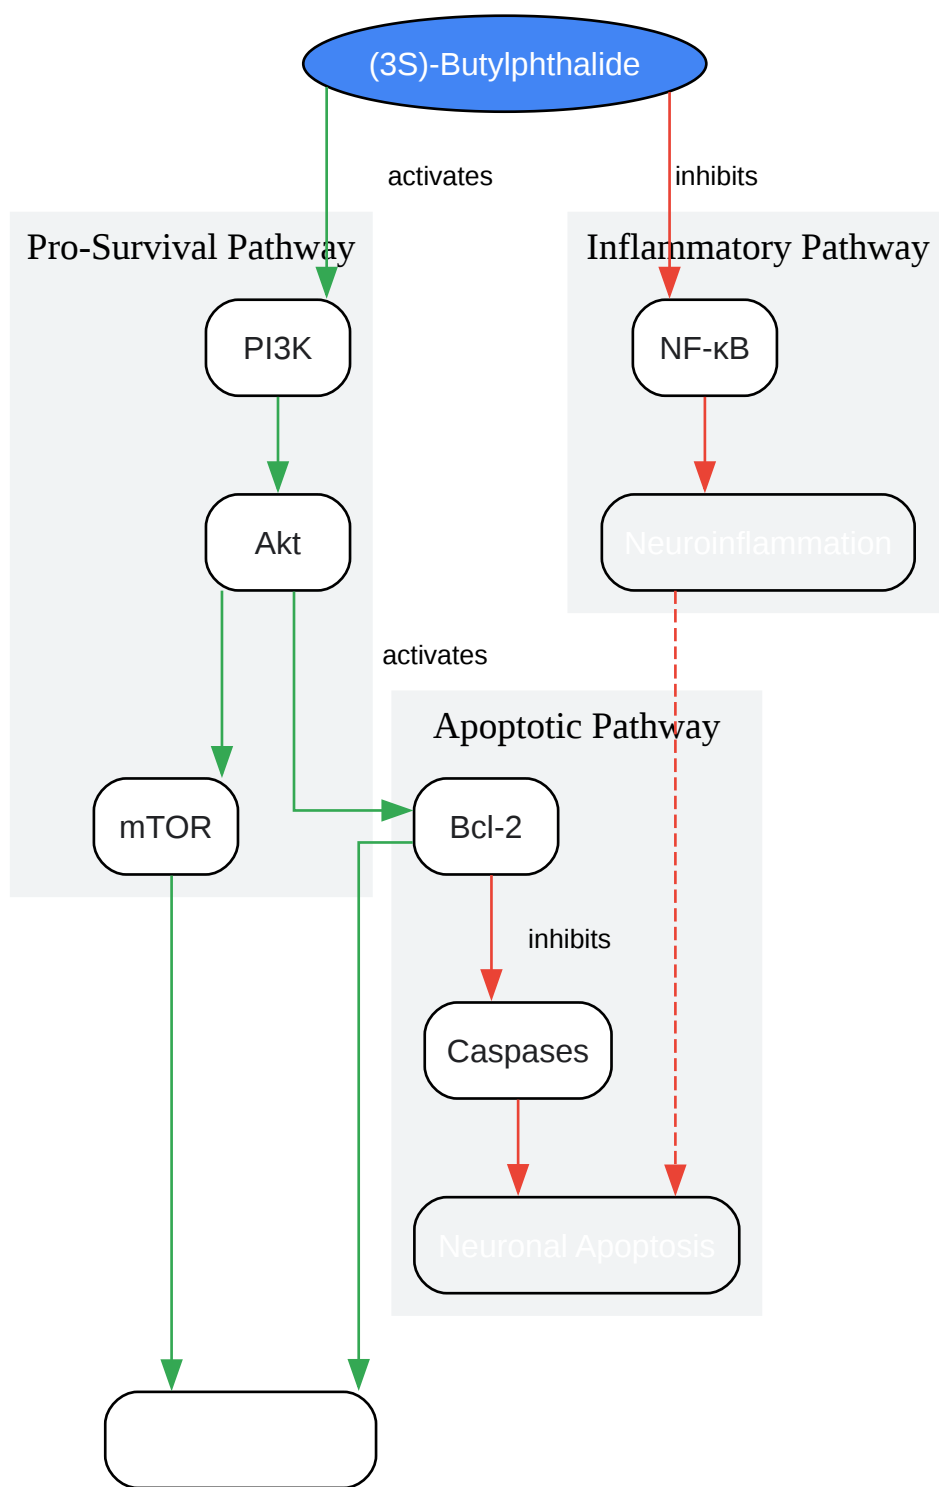 (3S)-Butylphthalide
activates
inhibits
Pro-Survival Pathway
Inflammatory Pathway
PI3K
NF-κB
Akt
Neuroinflammation
activates
Apoptotic Pathway
mTOR
Bcl-2
inhibits
Caspases
Neuronal Apoptosis